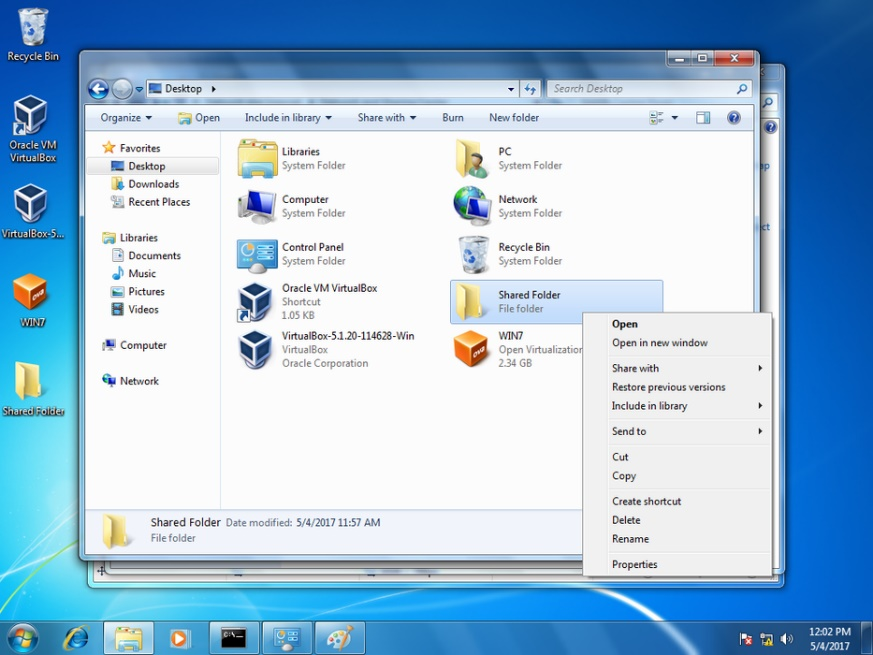 Recycle Bin
Oracle VM
VirtualBox
VirtualBox-5...
WIN7
Shared Folder
Desktop
Search Desktop
Organize
Open
Include in library
Share with
Burn
New folder
Favorites
Desktop
Downloads
Recent Places
Libraries
Documents
Music
Pictures
Videos
Computer
Network
Libraries
System Folder
PC
System Folder
Computer
System Folder
Network
System Folder
Control Panel
System Folder
Recycle Bin
System Folder
Oracle VM VirtualBox
Shortcut
1.05 KB
Shared Folder
File folder
VirtualBox-5.1.20-114628-Win
VirtualBox
Oracle Corporation
WIN7
Open Virtualization
2.34 GB
Open
Open in new window
Share with
Restore previous versions
Include in library
Send to
Cut
Copy
Create shortcut
Delete
Rename
Properties
Shared Folder Date modified: 5/4/2017 11:57 AM
File folder
12:02 PM
5/4/2017